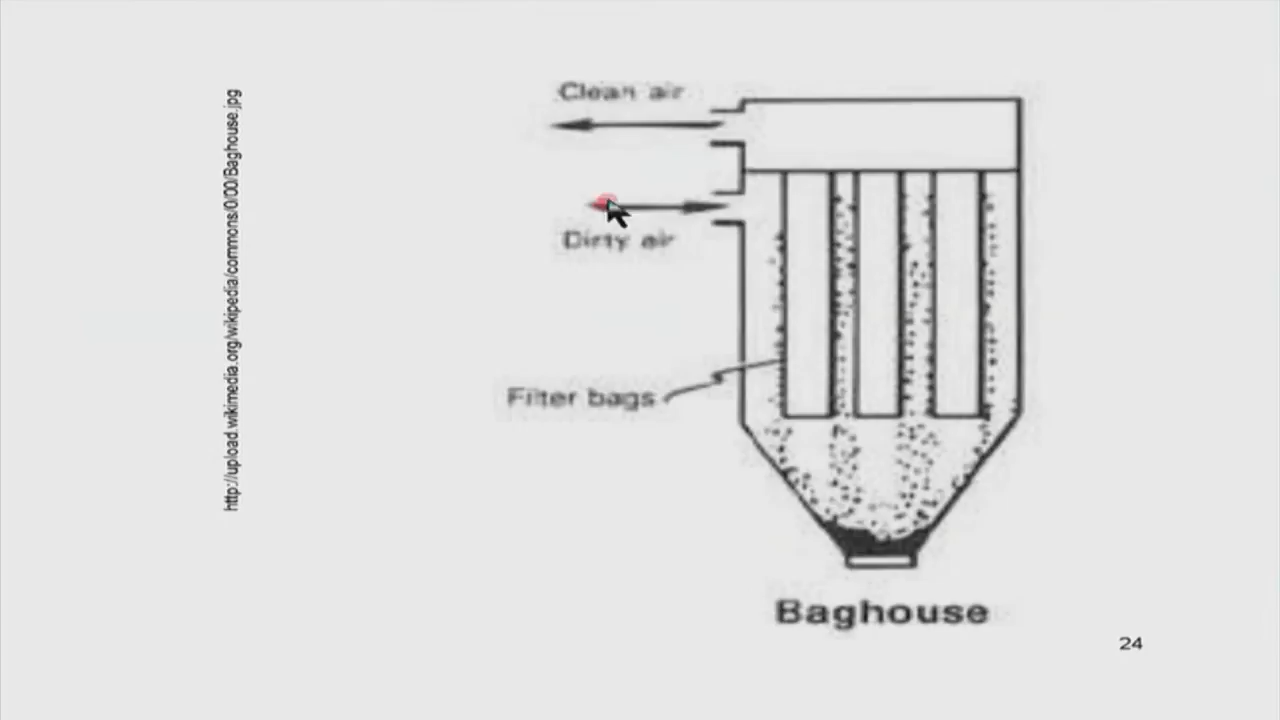 http://upload.wikimedia.org/wikipedia/commons/0/00/Baghouse.jpg
Clean air
Dirty air
Filter bags
Baghouse
24